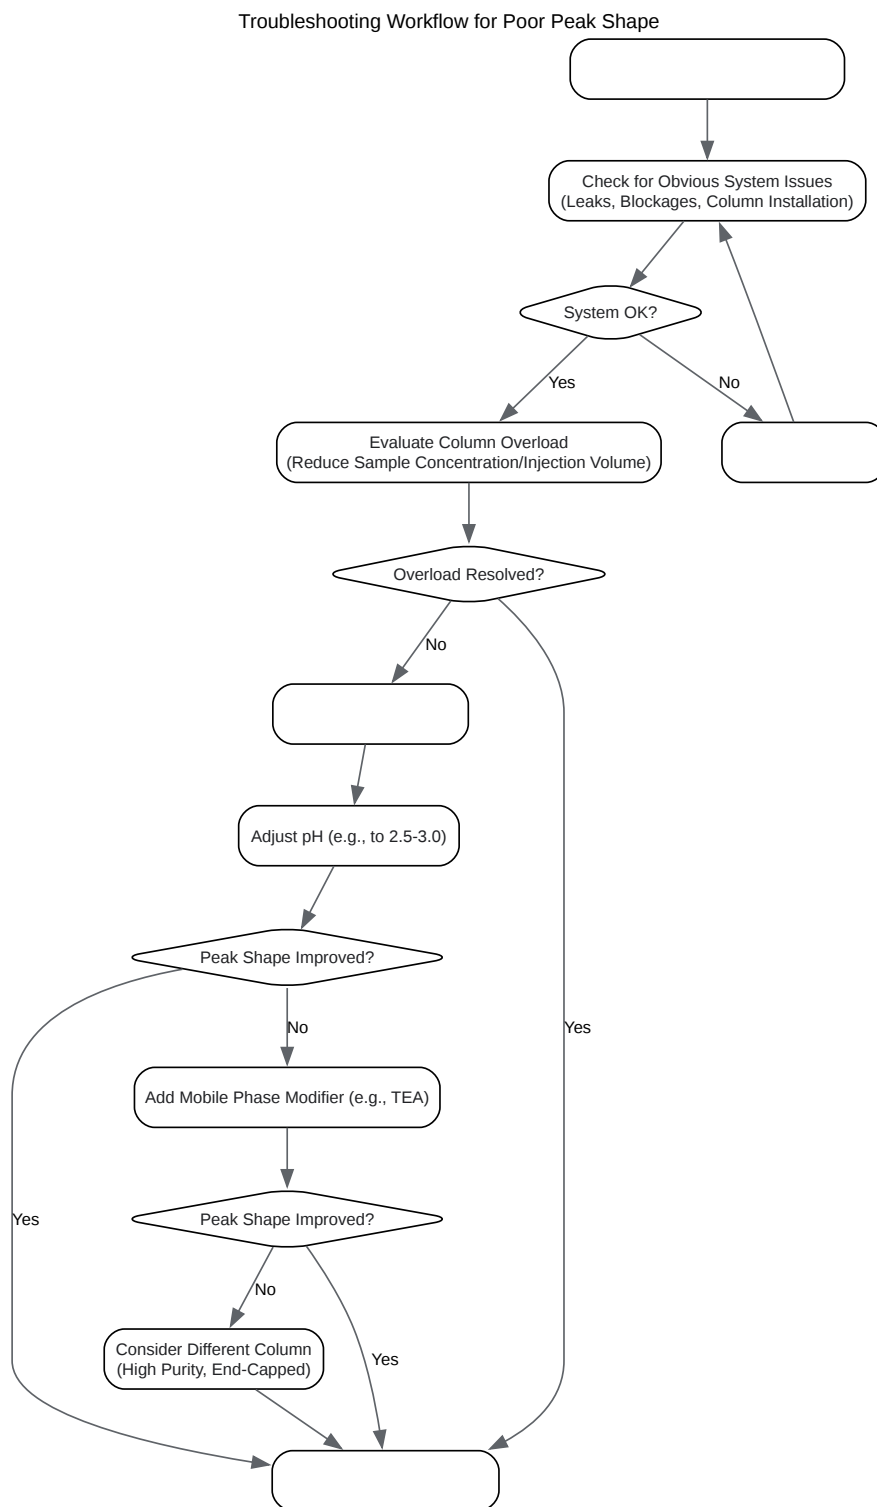 Troubleshooting Workflow for Poor Peak Shape
Check for Obvious System Issues
(Leaks, Blockages, Column Installation)
System OK?
Yes
No
Evaluate Column Overload
(Reduce Sample Concentration/Injection Volume)
Overload Resolved?
No
Adjust pH (e.g., to 2.5-3.0)
Peak Shape Improved?
No
Yes
Add Mobile Phase Modifier (e.g., TEA)
Yes
Peak Shape Improved?
No
Consider Different Column
(High Purity, End-Capped)
Yes